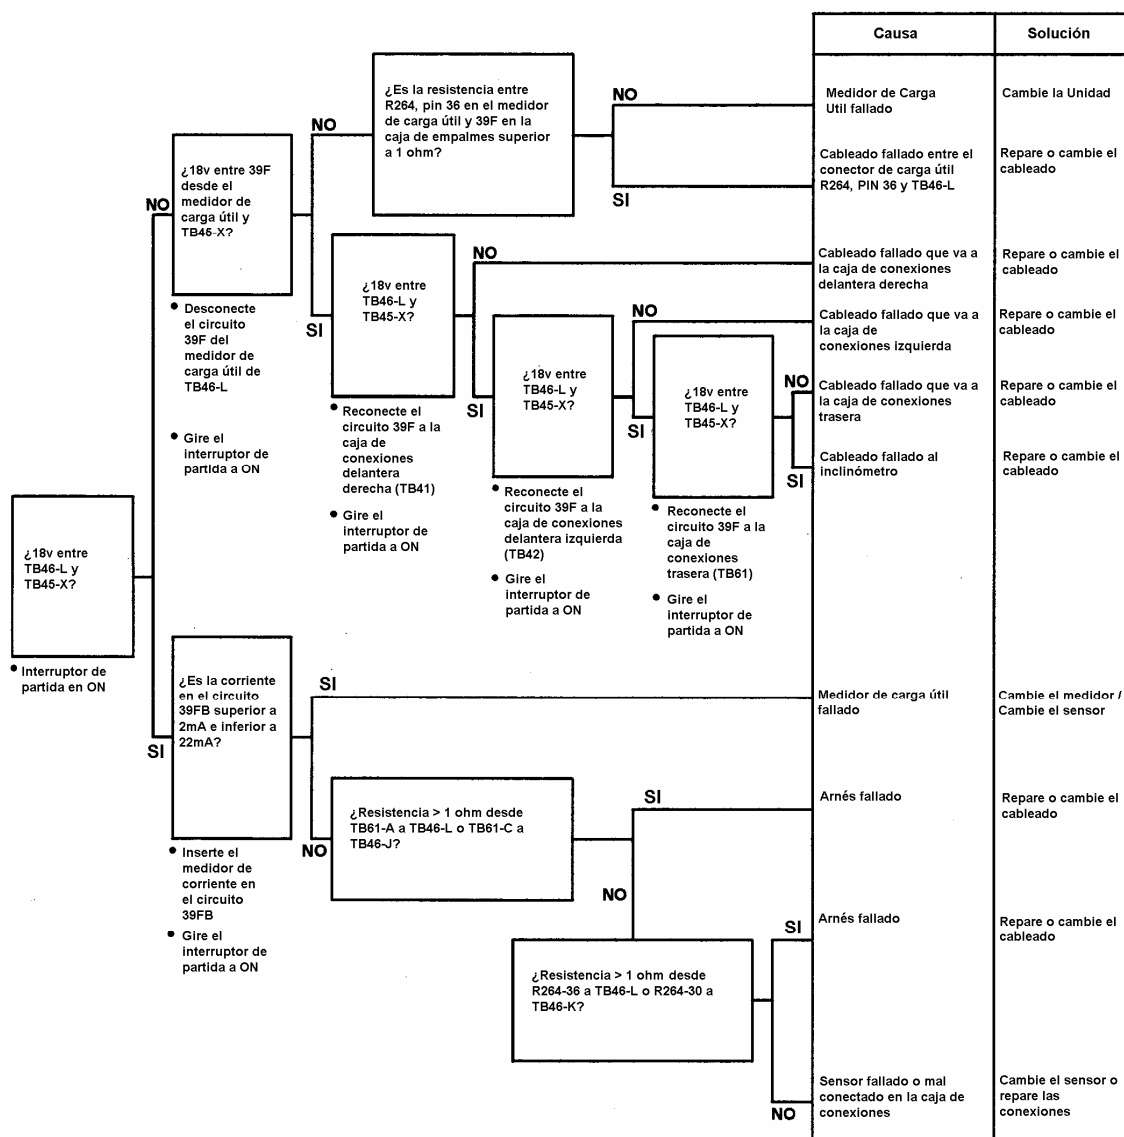 Causa
Solución
¿Es la resistencia entre
R264, pin 36 en el medidor
de carga útil y 39F en la
caja de empalmes superior
a 1 ohm?
NO
Medidor de Carga
Util fallado
Cambie la Unidad
NO
SI
Cableado fallado entre el
conector de carga útil
R264, PIN 36 y TB46-L
Repare o cambie el
cableado
¿18v entre 39F
desde el
medidor de
carga útil y
TB45-X?
NO
Desconecte
el circuito
39F del
medidor de
carga útil de
TB46-L
Gire el
interruptor de
partida a ON
SI
¿18v entre
TB46-L y
TB45-X?
Reconecte el
circuito 39F a la
caja de
conexiones
delantera
derecha (TB41)
Gire el
interruptor de
partida a ON
NO
Cableado fallado que va a
la caja de conexiones
delantera derecha
Repare o cambie el
cableado
SI
¿18v entre
TB46-L y
TB45-X?
Reconecte el
circuito 39F a la
caja de conexiones
delantera izquierda
(TB42)
Gire el
interruptor de
partida a ON
NO
Cableado fallado que va a
la caja de
conexiones izquierda
Repare o cambie el
cableado
SI
¿18v entre
TB46-L y
TB45-X?
Reconecte el
circuito 39F a la
caja de
conexiones
trasera (TB61)
Gire el
interruptor de
partida a ON
NO
Cableado fallado que va a
la caja de conexiones
trasera
Repare o cambie el
cableado
SI
Cableado fallado al
inclinómetro
Repare o cambie el
cableado
¿18v entre
TB46-L y
TB45-X?
Interruptor de
partida en ON
SI
¿Es la corriente
en el circuito
39FB superior a
2mA e inferior a
22mA?
Inserte el
medidor de
corriente en
el circuito
39FB
Gire el
interruptor de
partida a ON
SI
Medidor de carga útil
fallado
Cambie el medidor /
Cambie el sensor
NO
¿Resistencia > 1 ohm desde
TB61-A a TB46-L o TB61-C a
TB46-J?
SI
Arnés fallado
Repare o cambie el
cableado
NO
¿Resistencia > 1 ohm desde
R264-36 a TB46-L o R264-30 a
TB46-K?
SI
Arnés fallado
Repare o cambie el
cableado
NO
Sensor fallado o mal
conectado en la caja de
conexiones
Cambie el sensor o
repare las
conexiones